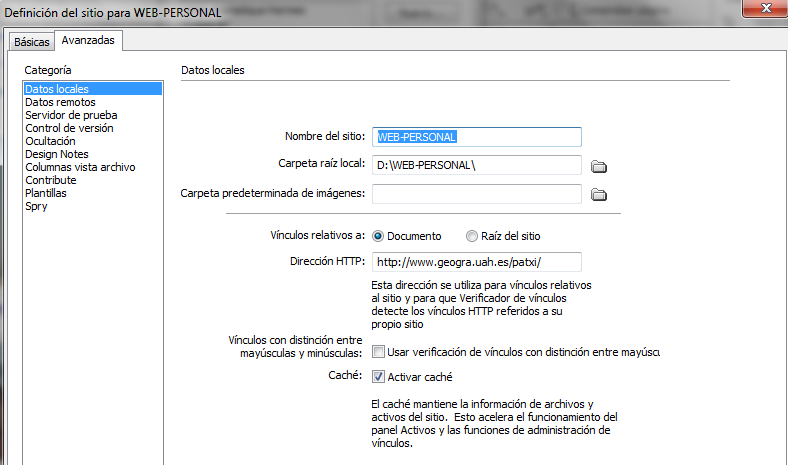 Definición del sitio para WEB-PERSONAL
Básicas
Avanzadas
Categoría
Datos locales
Datos remotos
Servidor de prueba
Control de versión
Ocultación
Design Notes
Columnas vista archivo
Contribute
Plantillas
Spry
Datos locales
Nombre del sitio: WEB-PERSONAL
Carpeta raíz local: D:\WEB-PERSONAL\
Carpeta predeterminada de imágenes:
Vínculos relativos a: Documento Raíz del sitio
Dirección HTTP: http://www.geogra.uah.es/patxi/
Esta dirección se utiliza para vínculos relativos
al sitio y para que Verificador de vínculos
detecte los vínculos HTTP referidos a su
propio sitio
Vínculos con distinción entre
mayúsculas y minúsculas: Usar verificación de vínculos con distinción entre mayúscu
Caché: Activar caché
El caché mantiene la información de archivos y
activos del sitio. Esto acelera el funcionamiento del
panel Activos y las funciones de administración de
vínculos.